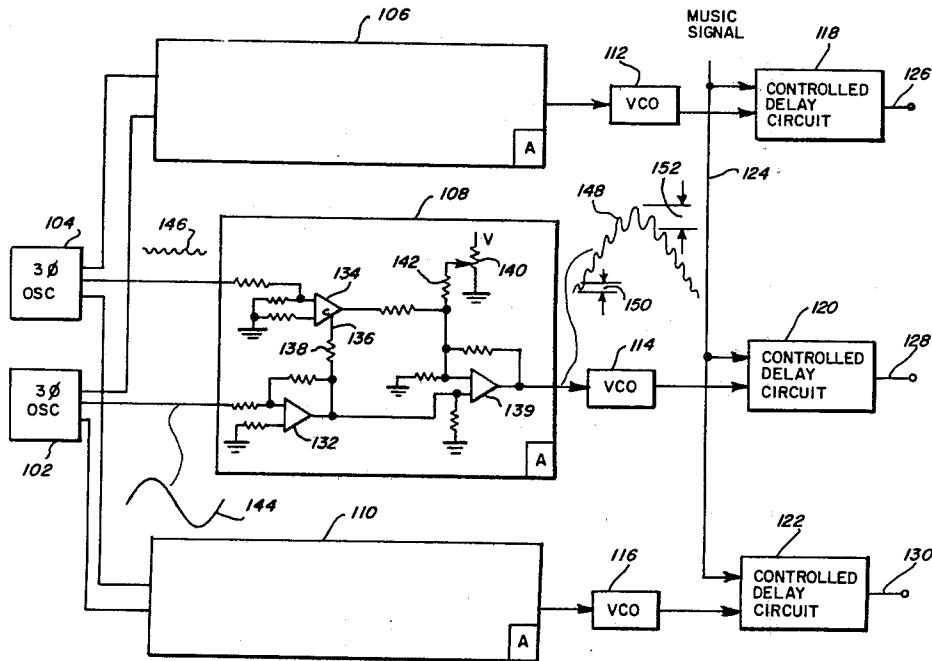 106
MUSIC
SIGNAL
112
118
VCO
CONTROLLED
DELAY
CIRCUIT
126
A
124
152
148
108
104
146
3Ø
OSC
134
142
V
140
136
138
150
120
114
VCO
CONTROLLED
DELAY
CIRCUIT
128
3Ø
OSC
102
132
139
A
144
110
122
116
VCO
CONTROLLED
DELAY
CIRCUIT
130
A